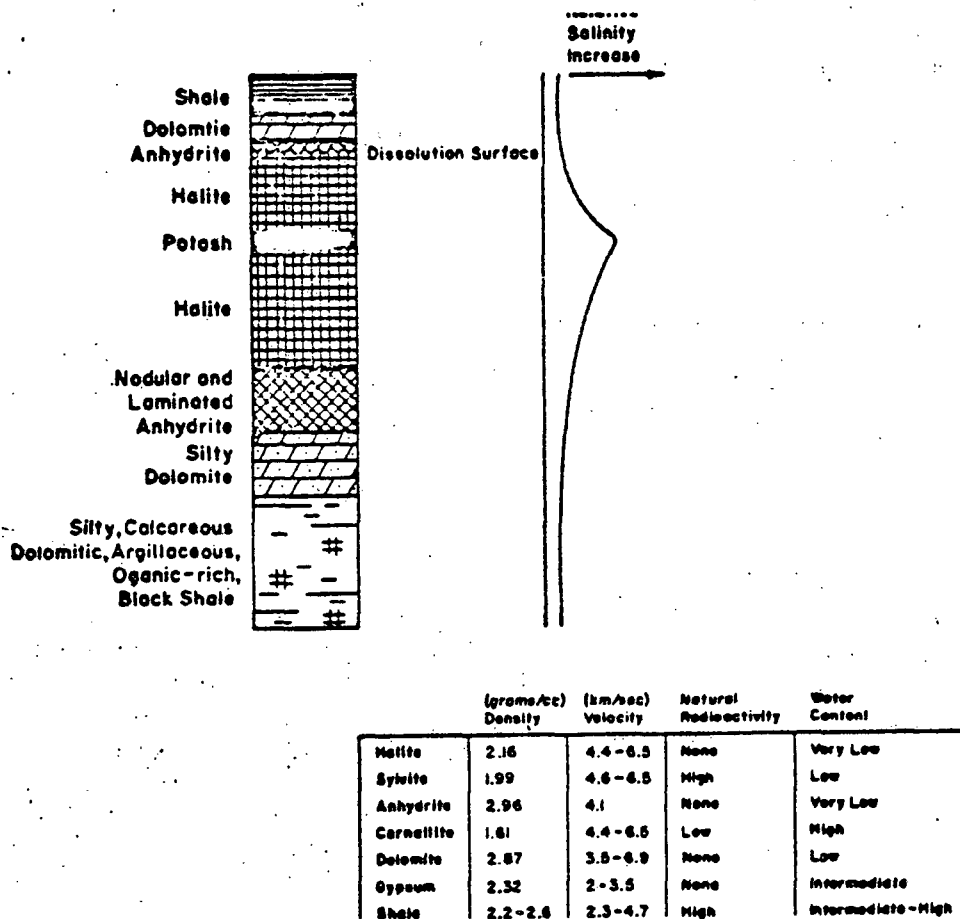 Salinity
Increase
Shale
Dolomtie
Anhydrite
Dissolution Surface
Halite
Potash
Halite
Nodular and
Laminated
Anhydrite
Silty
Dolomite
Silty, Calcareous
Dolomitic, Argillaceous,
Oganic-rich,
Black Shale
(grams/cc) (km/sec) Natural Water
Density Velocity Radioactivity Content
Halite 2.16 4.4-6.5 None Very Low
Sylvite 1.99 4.6-6.5 High Low
Anhydrite 2.96 4.1 None Very Low
Carnellite 1.61 4.4-6.5 Low High
Dolomite 2.87 3.5-6.9 None Low
Gypsum 2.32 2-3.5 None Intermediate
Shale 2.2-2.6 2.3-4.7 High Intermediate-High